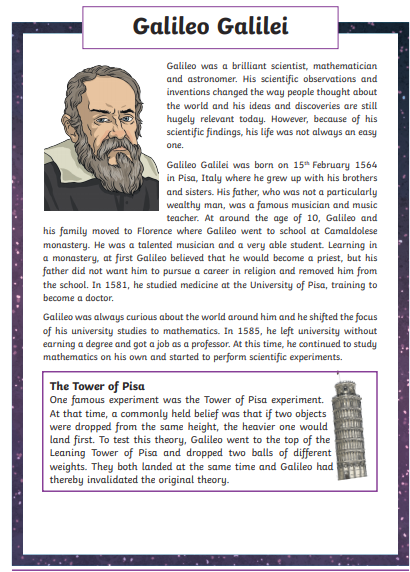 Galileo Galilei
Galileo was a brilliant scientist, mathematician
and astronomer. His scientific observations and
inventions changed the way people thought about
the world and his ideas and discoveries are still
hugely relevant today. However, because of his
scientific findings, his life was not always an easy
one.
Galileo Galilei was born on 15th February 1564
in Pisa, Italy where he grew up with his brothers
and sisters. His father, who was not a particularly
wealthy man, was a famous musician and music
teacher. At around the age of 10, Galileo and
his family moved to Florence where Galileo went to school at Camaldolese
monastery. He was a talented musician and a very able student. Learning in
a monastery, at first Galileo believed that he would become a priest, but his
father did not want him to pursue a career in religion and removed him from
the school. In 1581, he studied medicine at the University of Pisa, training to
become a doctor.
Galileo was always curious about the world around him and he shifted the focus
of his university studies to mathematics. In 1585, he left university without
earning a degree and got a job as a professor. At this time, he continued to study
mathematics on his own and started to perform scientific experiments.
The Tower of Pisa
One famous experiment was the Tower of Pisa experiment.
At that time, a commonly held belief was that if two objects
were dropped from the same height, the heavier one would
land first. To test this theory, Galileo went to the top of the
Leaning Tower of Pisa and dropped two balls of different
weights. They both landed at the same time and Galileo had
thereby invalidated the original theory.